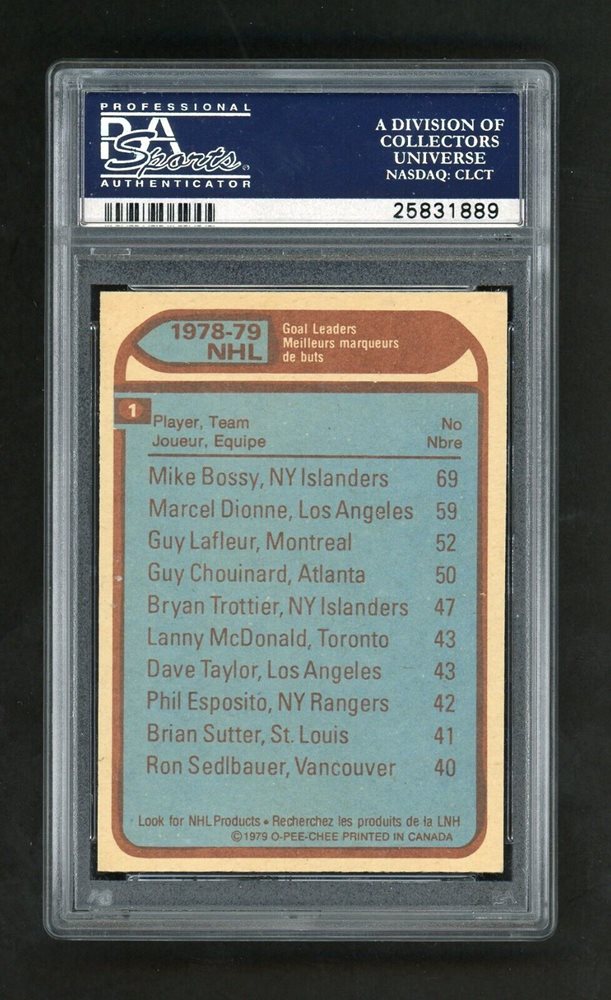 PROFESSIONAL
PSA
Sports®
AUTHENTICATOR
A DIVISION OF
COLLECTORS
UNIVERSE
NASDAQ: CLCT
25831889
1978-79
NHL
Goal Leaders
Meilleurs marqueurs
de buts
1
Player, Team No
Joueur, Equipe Nbre
Mike Bossy, NY Islanders 69
Marcel Dionne, Los Angeles 59
Guy Lafleur, Montreal 52
Guy Chouinard, Atlanta 50
Bryan Trottier, NY Islanders 47
Lanny McDonald, Toronto 43
Dave Taylor, Los Angeles 43
Phil Esposito, NY Rangers 42
Brian Sutter, St. Louis 41
Ron Sedlbauer, Vancouver 40
Look for NHL Products • Recherchez les produits de la LNH
©1979 O-PEE-CHEE PRINTED IN CANADA